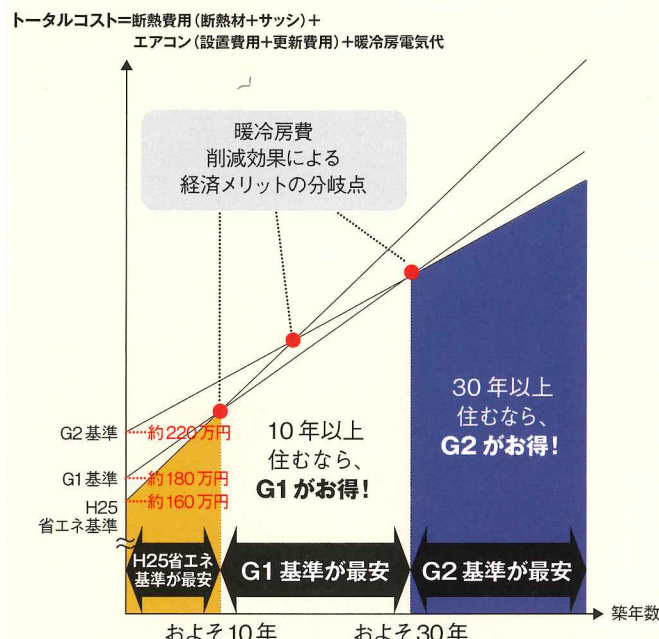 トータルコスト=断熱費用(断熱材+サッシ)+
エアコン(設置費用+更新費用)+暖冷房電気代
暖冷房費
削減効果による
経済メリットの分岐点
G2基準
約220万円
G1基準
約180万円
H25
省エネ基準
約160万円
10年以上
住むなら、
G1がお得!
30年以上
住むなら、
G2がお得!
H25省エネ
基準が最安
G1基準が最安
G2基準が最安
築年数
およそ10年
およそ30年